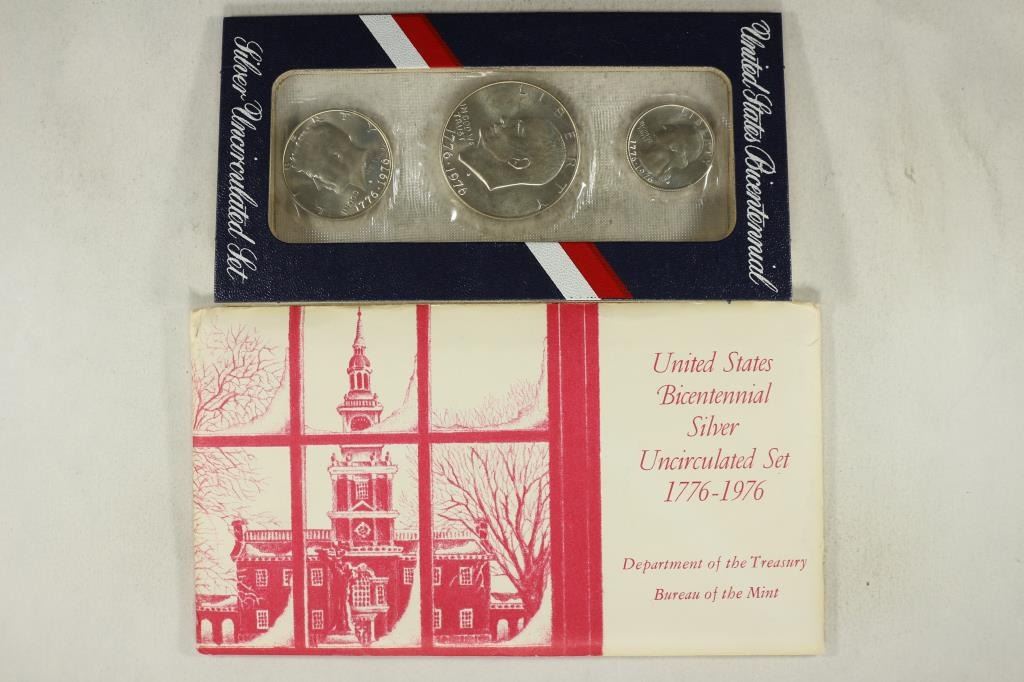 Silver Uncirculated Set
United States Bicentennial
LIBERTY
IN GOD WE
TRUST
1776·1976
1776·1976
LIBERTY
1776·1976
United States
Bicentennial
Silver
Uncirculated Set
1776-1976
Department of the Treasury
Bureau of the Mint